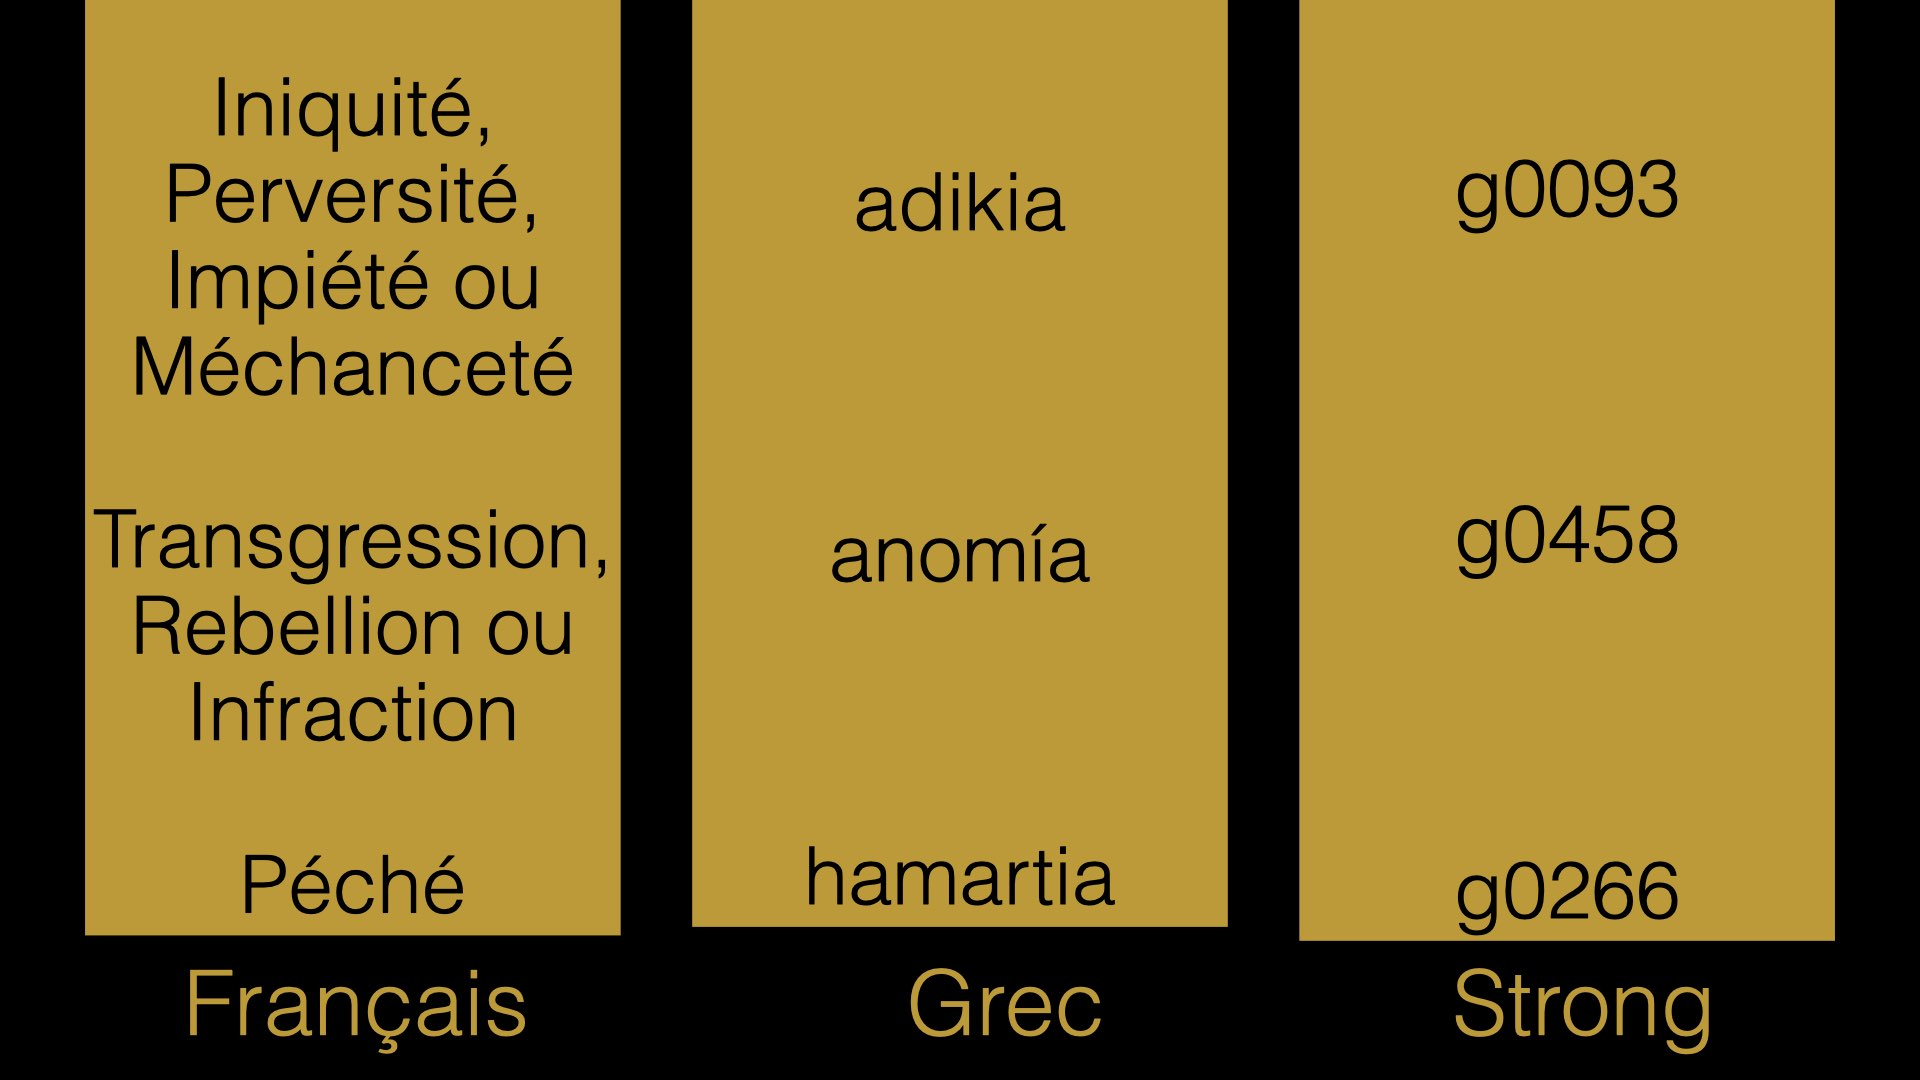 Iniquité,
Perversité,
Impiété ou
Méchanceté
Transgression,
Rebellion ou
Infraction
Péché
Français
adikia
anomía
hamartia
Grec
g0093
g0458
g0266
Strong